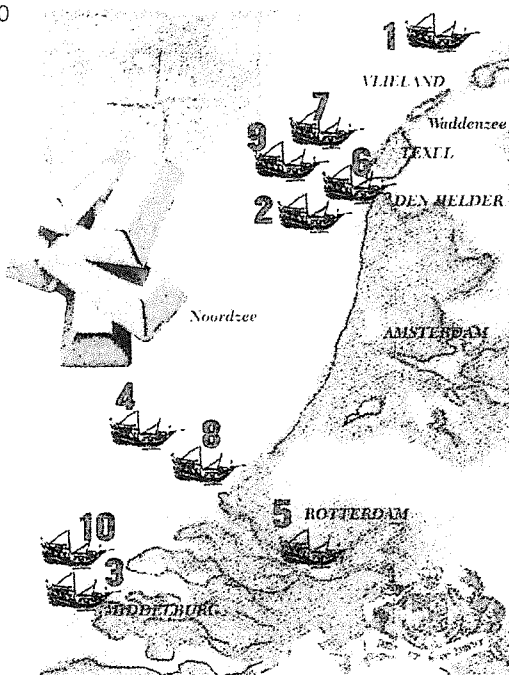 0
1
VLIELAND
7
Waddenzee
9
6
TEXEL
2
DEN HELDER
Noordzee
AMSTERDAM
4
8
5 ROTTERDAM
10
3
MIDDELBURG